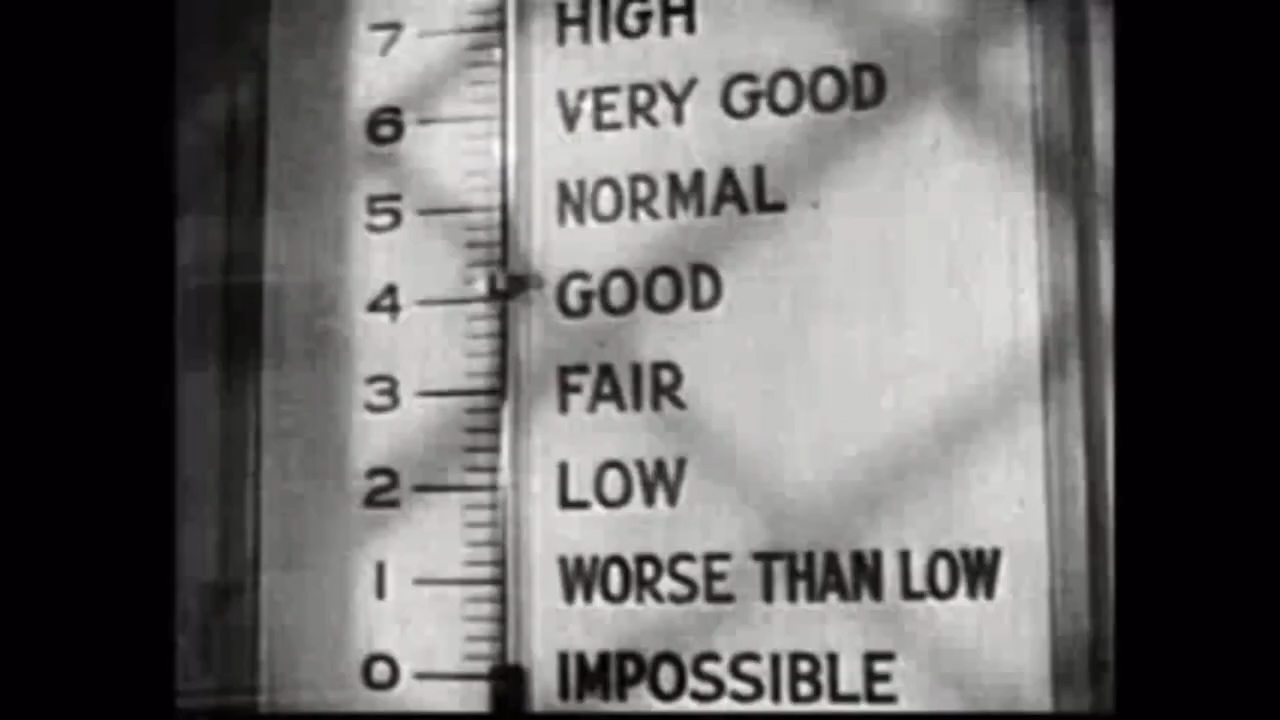 7 HIGH
6 VERY GOOD
5 NORMAL
4 GOOD
3 FAIR
2 LOW
1 WORSE THAN LOW
0 IMPOSSIBLE